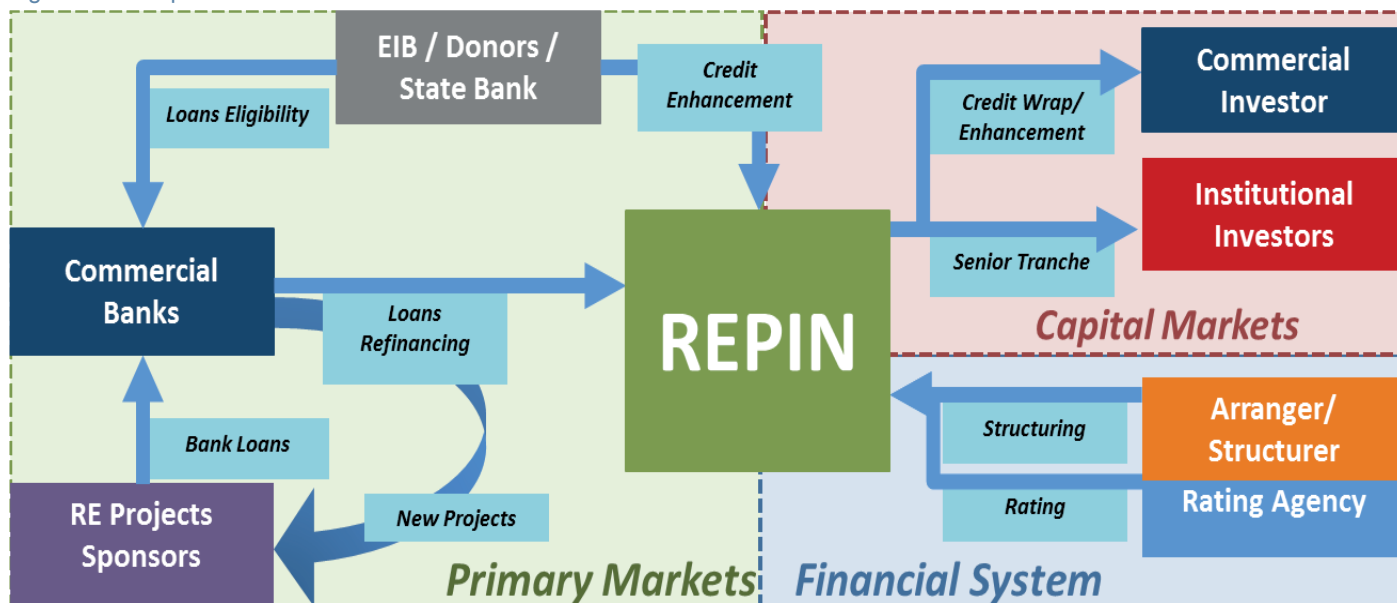 EIB / Donors /
State Bank
Credit
Enhancement
Loans Eligibility
Commercial
Banks
Loans
Refinancing
Bank Loans
RE Projects
Sponsors
New Projects
Primary Markets
REPIN
Credit Wrap/
Enhancement
Commercial
Investor
Senior Tranche
Institutional
Investors
Capital Markets
Structuring
Arranger/
Structurer
Rating
Rating Agency
Financial System